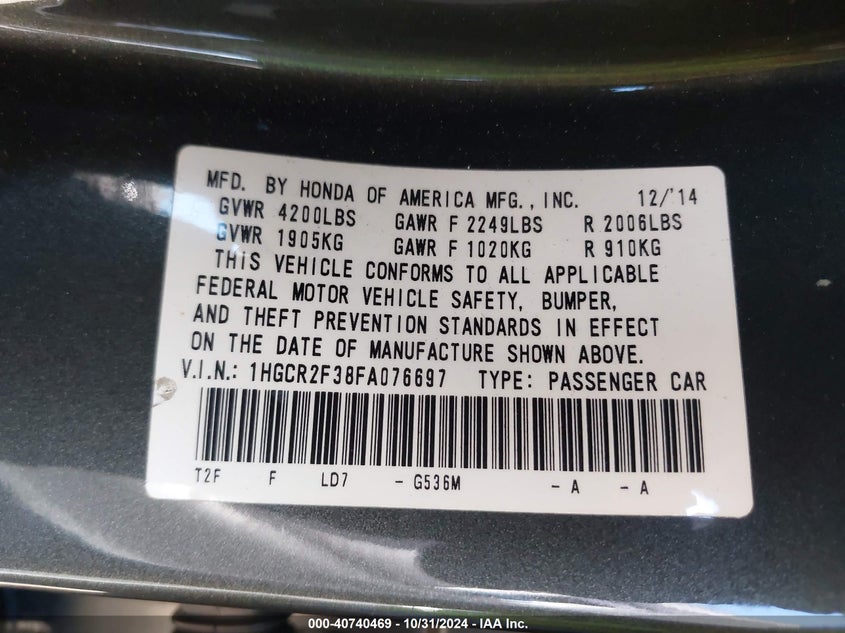 MFD. BY HONDA OF AMERICA MFG., INC. 12/'14
GVWR 4200LBS GAWR F 2249LBS R 2006LBS
GVWR 1905KG GAWR F 1020KG R 910KG
THIS VEHICLE CONFORMS TO ALL APPLICABLE
FEDERAL MOTOR VEHICLE SAFETY, BUMPER,
AND THEFT PREVENTION STANDARDS IN EFFECT
ON THE DATE OF MANUFACTURE SHOWN ABOVE.
V.I.N.: 1HGCR2F38FA076697 TYPE: PASSENGER CAR
T2F F LD7 - G536M - A - A
000-40740469 - 10/31/2024 - IAA Inc.